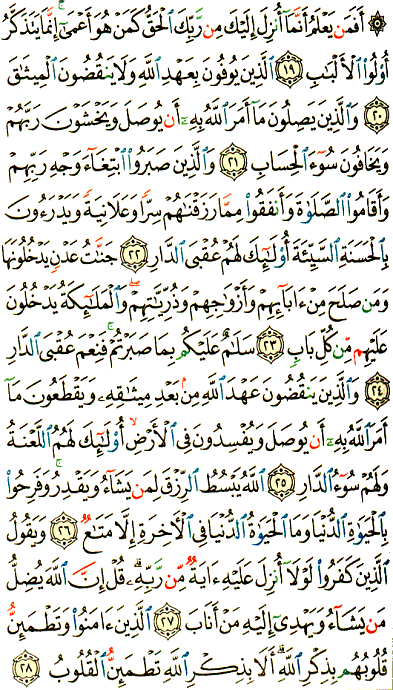 ۞ أَفَمَن يَعْلَمُ أَنَّمَآ أُنزِلَ إِلَيْكَ مِن رَّبِّكَ ٱلْحَقُّ كَمَنْ هُوَ أَعْمَىٰٓ ۚ إِنَّمَا يَتَذَكَّرُ
أُو۟لُوا۟ ٱلْأَلْبَٰبِ ١٩ ٱلَّذِينَ يُوفُونَ بِعَهْدِ ٱللَّهِ وَلَا يَنقُضُونَ ٱلْمِيثَٰقَ
٢٠ وَٱلَّذِينَ يَصِلُونَ مَآ أَمَرَ ٱللَّهُ بِهِۦٓ أَن يُوصَلَ وَيَخْشَوْنَ رَبَّهُمْ
وَيَخَافُونَ سُوٓءَ ٱلْحِسَابِ ٢١ وَٱلَّذِينَ صَبَرُوا۟ ٱبْتِغَآءَ وَجْهِ رَبِّهِمْ
وَأَقَامُوا۟ ٱلصَّلَوٰةَ وَأَنفَقُوا۟ مِمَّا رَزَقْنَٰهُمْ سِرًّا وَعَلَانِيَةً وَيَدْرَءُونَ
بِٱلْحَسَنَةِ ٱلسَّيِّئَةَ أُو۟لَٰٓئِكَ لَهُمْ عُقْبَى ٱلدَّارِ ٢٢ جَنَّٰتُ عَدْنٍ يَدْخُلُونَهَا
وَمَن صَلَحَ مِنْ ءَابَآئِهِمْ وَأَزْوَٰجِهِمْ وَذُرِّيَّٰتِهِمْ ۖ وَٱلْمَلَٰٓئِكَةُ يَدْخُلُونَ
عَلَيْهِم مِّن كُلِّ بَابٍ ٢٣ سَلَٰمٌ عَلَيْكُم بِمَا صَبَرْتُمْ ۚ فَنِعْمَ عُقْبَى ٱلدَّارِ
٢٤ وَٱلَّذِينَ يَنقُضُونَ عَهْدَ ٱللَّهِ مِنۢ بَعْدِ مِيثَٰقِهِۦ وَيَقْطَعُونَ مَآ
أَمَرَ ٱللَّهُ بِهِۦٓ أَن يُوصَلَ وَيُفْسِدُونَ فِى ٱلْأَرْضِ ۙ أُو۟لَٰٓئِكَ لَهُمُ ٱللَّعْنَةُ
وَلَهُمْ سُوٓءُ ٱلدَّارِ ٢٥ ٱللَّهُ يَبْسُطُ ٱلرِّزْقَ لِمَن يَشَآءُ وَيَقْدِرُ ۚ وَفَرِحُوا۟
بِٱلْحَيَوٰةِ ٱلدُّنْيَا وَمَا ٱلْحَيَوٰةُ ٱلدُّنْيَا فِى ٱلْءَاخِرَةِ إِلَّا مَتَٰعٌ ٢٦ وَيَقُولُ
ٱلَّذِينَ كَفَرُوا۟ لَوْلَآ أُنزِلَ عَلَيْهِ ءَايَةٌ مِّن رَّبِّهِۦ ۗ قُلْ إِنَّ ٱللَّهَ يُضِلُّ
مَن يَشَآءُ وَيَهْدِىٓ إِلَيْهِ مَنْ أَنَابَ ٢٧ ٱلَّذِينَ ءَامَنُوا۟ وَتَطْمَئِنُّ
قُلُوبُهُم بِذِكْرِ ٱللَّهِ ۗ أَلَا بِذِكْرِ ٱللَّهِ تَطْمَئِنُّ ٱلْقُلُوبُ ٢٨